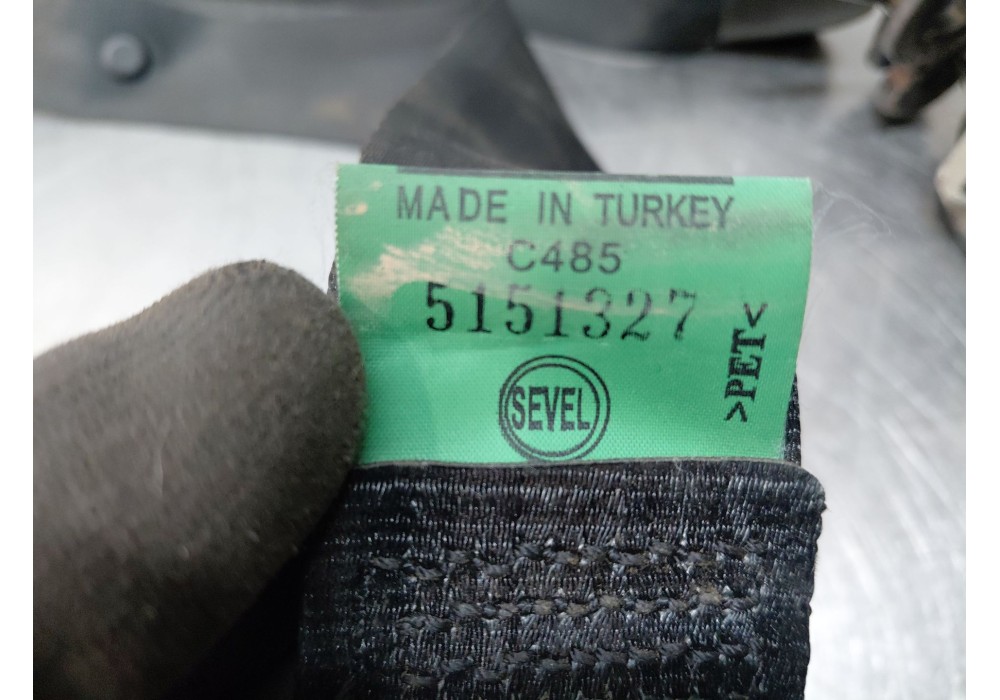 MADE IN TURKEY
C485
5151327
>PET<
SEVEL